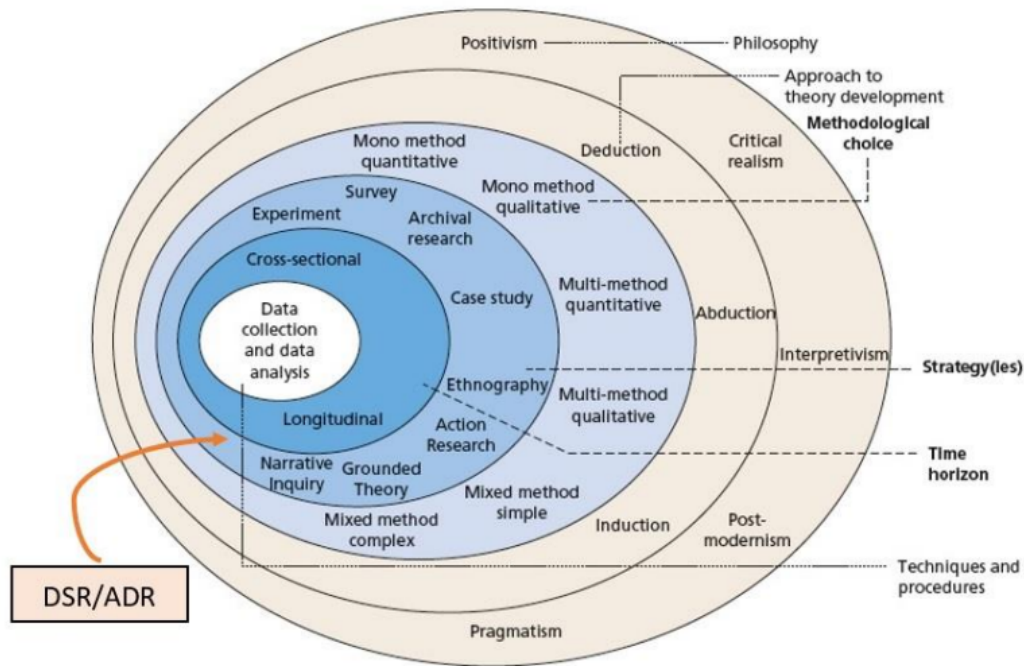 Positivism
Philosophy
Approach to
theory development
Methodological
choice
Critical
realism
Deduction
Mono method
quantitative
Mono method
qualitative
Survey
Experiment
Archival
research
Cross-sectional
Case study
Multi-method
quantitative
Abduction
Data
collection
and data
analysis
Interpretivism
Strategy(les)
Ethnography
Multi-method
qualitative
Longitudinal
Action
Research
Time
horizon
Narrative
Inquiry
Grounded
Theory
Mixed method
simple
Mixed method
complex
Induction
Post-
modernism
Techniques and
procedures
DSR/ADR
Pragmatism